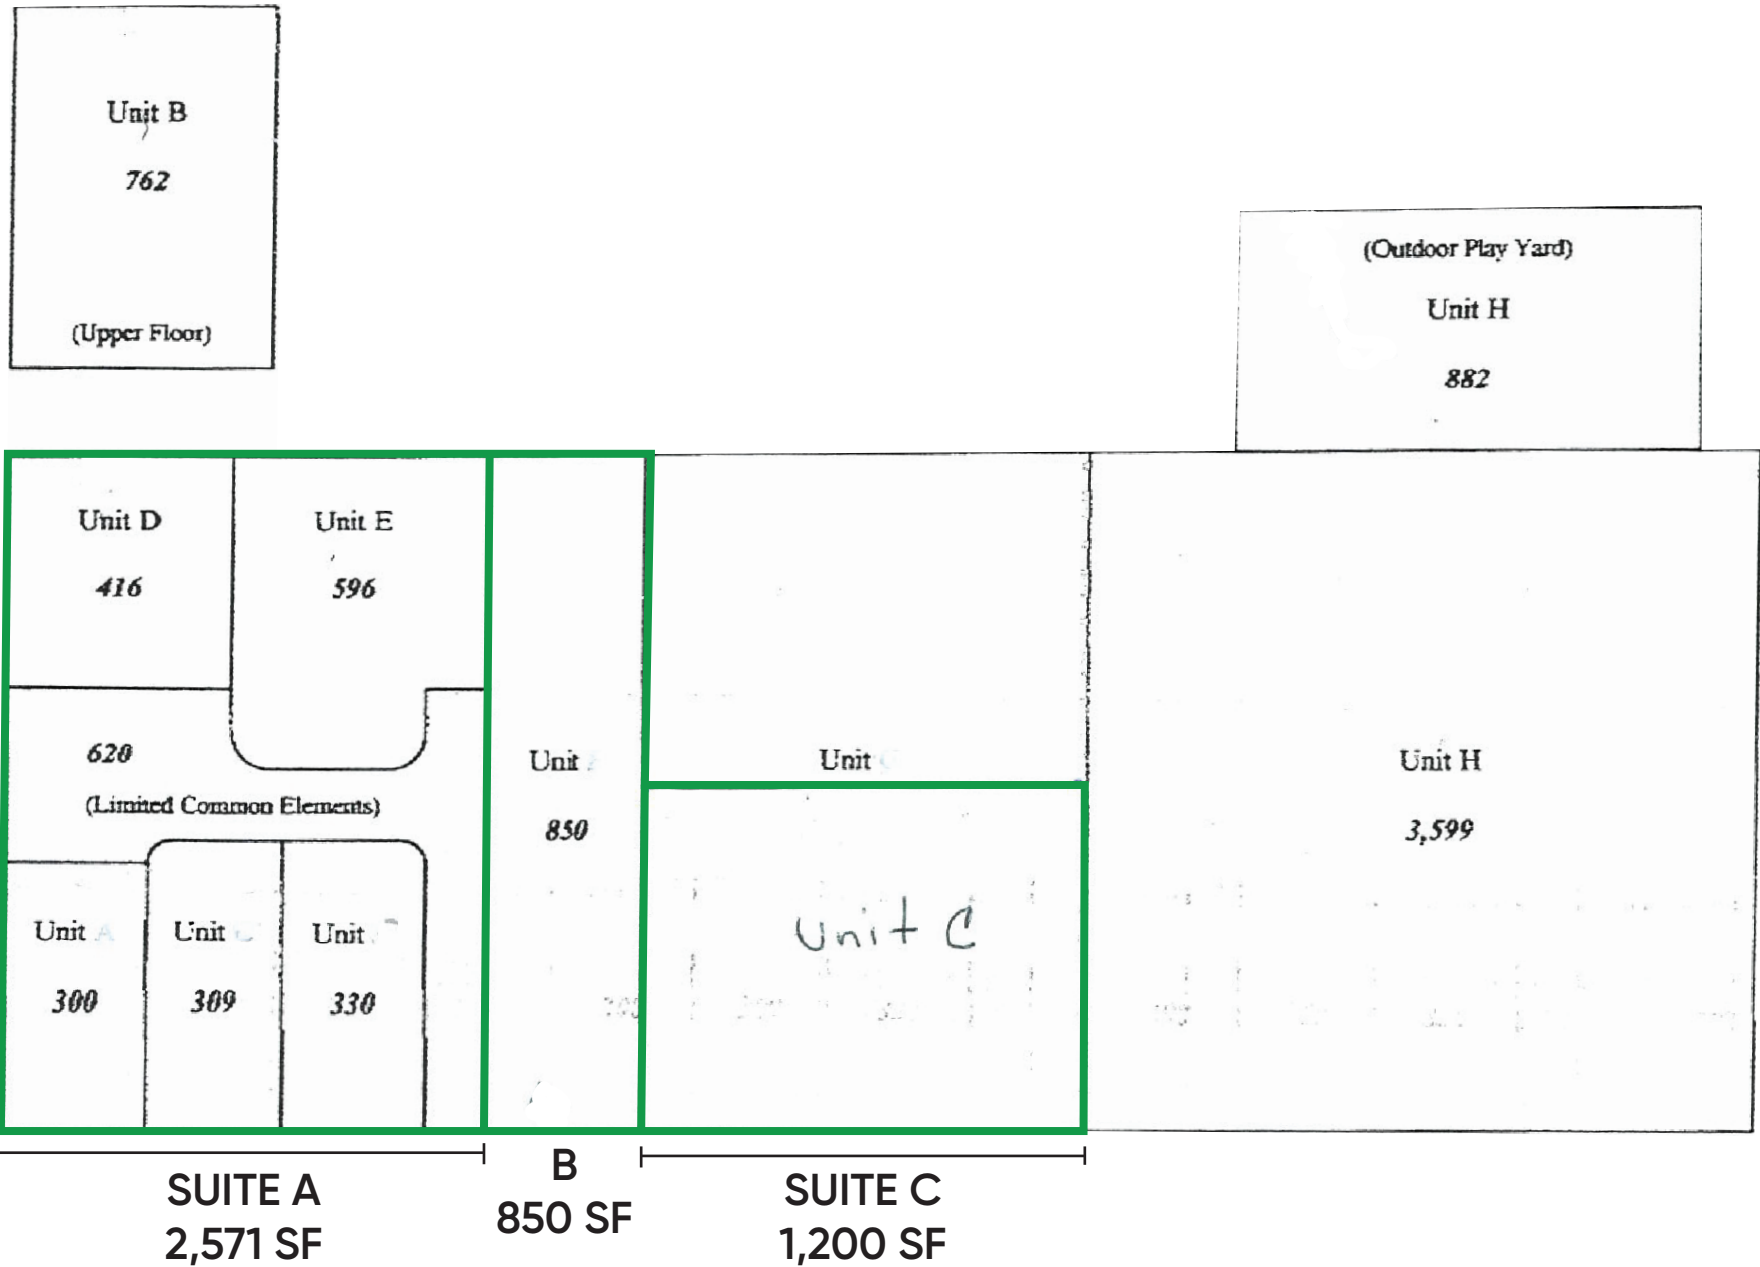 Unit B
762
(Upper Floor)
(Outdoor Play Yard)
Unit H
882
Unit D
416
Unit E
596
620
(Limited Common Elements)
Unit A
300
Unit
309
Unit
330
Unit
850
Unit
Unit C
Unit H
3,599
SUITE A
2,571 SF
B
850 SF
SUITE C
1,200 SF